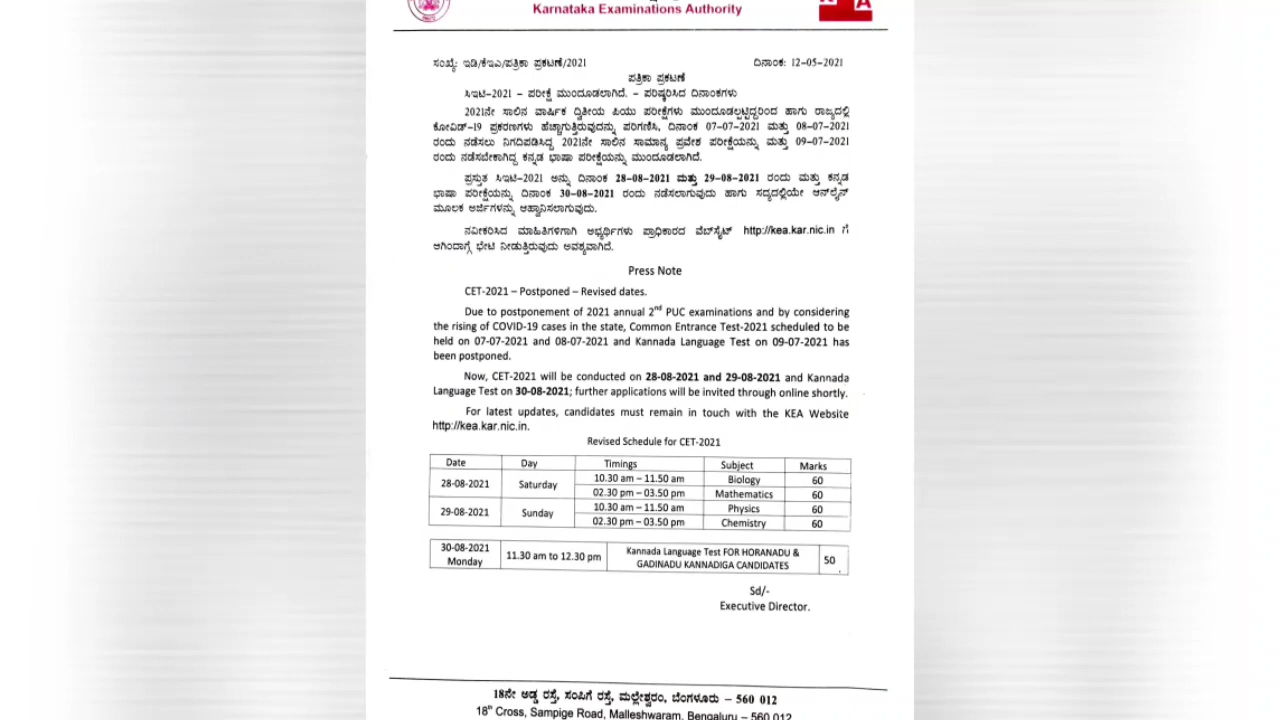 Karnataka Examinations Authority
ಸಂಖ್ಯೆ: ಇಡಿ/ಕೆಇಎ/ಪತ್ರಿಕಾ ಪ್ರಕಟಣೆ/2021 ದಿನಾಂಕ: 12-05-2021
ಪತ್ರಿಕಾ ಪ್ರಕಟಣೆ
ಸಿಇಟಿ-2021 – ಪರೀಕ್ಷೆ ಮುಂದೂಡಲಾಗಿದೆ. – ಪರಿಷ್ಕರಿಸಿದ ದಿನಾಂಕಗಳು
2021ನೇ ಸಾಲಿನ ವಾರ್ಷಿಕ ದ್ವಿತೀಯ ಪಿಯು ಪರೀಕ್ಷೆಗಳು ಮುಂದೂಡಲ್ಪಟ್ಟಿದ್ದರಿಂದ ಹಾಗು ರಾಜ್ಯದಲ್ಲಿ
ಕೋವಿಡ್-19 ಪ್ರಕರಣಗಳು ಹೆಚ್ಚಾಗುತ್ತಿರುವುದನ್ನು ಪರಿಗಣಿಸಿ, ದಿನಾಂಕ 07-07-2021 ಮತ್ತು 08-07-2021
ರಂದು ನಡೆಸಲು ನಿಗದಿಪಡಿಸಿದ್ದ 2021ನೇ ಸಾಲಿನ ಸಾಮಾನ್ಯ ಪ್ರವೇಶ ಪರೀಕ್ಷೆಯನ್ನು ಮತ್ತು 09-07-2021
ರಂದು ನಡೆಸಬೇಕಾಗಿದ್ದ ಕನ್ನಡ ಭಾಷಾ ಪರೀಕ್ಷೆಯನ್ನು ಮುಂದೂಡಲಾಗಿದೆ.
ಪ್ರಸ್ತುತ ಸಿಇಟಿ-2021 ಅನ್ನು ದಿನಾಂಕ 28-08-2021 ಮತ್ತು 29-08-2021 ರಂದು ಮತ್ತು ಕನ್ನಡ
ಭಾಷಾ ಪರೀಕ್ಷೆಯನ್ನು ದಿನಾಂಕ 30-08-2021 ರಂದು ನಡೆಸಲಾಗುವುದು ಹಾಗು ಸದ್ಯದಲ್ಲಿಯೇ ಆನ್‌ಲೈನ್
ಮೂಲಕ ಅರ್ಜಿಗಳನ್ನು ಆಹ್ವಾನಿಸಲಾಗುವುದು.
ನವೀಕರಿಸಿದ ಮಾಹಿತಿಗಳಿಗಾಗಿ ಅಭ್ಯರ್ಥಿಗಳು ಪ್ರಾಧಿಕಾರದ ವೆಬ್‌ಸೈಟ್ http://kea.kar.nic.in ಗೆ
ಆಗಿಂದಾಗ್ಗೆ ಭೇಟಿ ನೀಡುತ್ತಿರುವುದು ಅವಶ್ಯವಾಗಿದೆ.
Press Note
CET-2021 – Postponed – Revised dates.
Due to postponement of 2021 annual 2nd PUC examinations and by considering
the rising of COVID-19 cases in the state, Common Entrance Test-2021 scheduled to be
held on 07-07-2021 and 08-07-2021 and Kannada Language Test on 09-07-2021 has
been postponed.
Now, CET-2021 will be conducted on 28-08-2021 and 29-08-2021 and Kannada
Language Test on 30-08-2021; further applications will be invited through online shortly.
For latest updates, candidates must remain in touch with the KEA Website
http://kea.kar.nic.in.
Revised Schedule for CET-2021
Date Day Timings Subject Marks
28-08-2021 Saturday 10.30 am – 11.50 am Biology 60
02.30 pm – 03.50 pm Mathematics 60
29-08-2021 Sunday 10.30 am – 11.50 am Physics 60
02.30 pm – 03.50 pm Chemistry 60
30-08-2021 Monday 11.30 am to 12.30 pm Kannada Language Test FOR HORANADU & GADINADU KANNADIGA CANDIDATES 50
Sd/-
Executive Director.
18ನೇ ಅಡ್ಡ ರಸ್ತೆ, ಸಂಪಿಗೆ ರಸ್ತೆ, ಮಲ್ಲೇಶ್ವರಂ, ಬೆಂಗಳೂರು – 560 012
18th Cross, Sampige Road, Malleshwaram, Bengaluru – 560 012